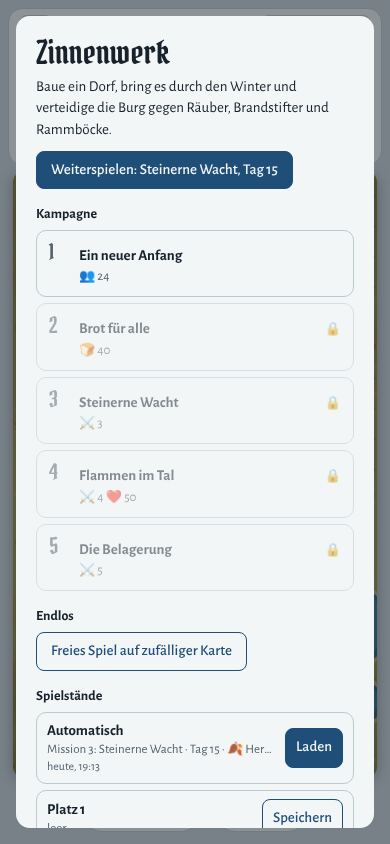 Zinnenwerk
Baue ein Dorf, bring es durch den Winter und
verteidige die Burg gegen Räuber, Brandstifter und
Rammböcke.
Weiterspielen: Steinerne Wacht, Tag 15
Kampagne
1 Ein neuer Anfang
👥 24
2 Brot für alle 🔒
🍞 40
3 Steinerne Wacht 🔒
⚔️ 3
4 Flammen im Tal 🔒
⚔️ 4 ❤️ 50
5 Die Belagerung 🔒
⚔️ 5
Endlos
Freies Spiel auf zufälliger Karte
Spielstände
Automatisch
Mission 3: Steinerne Wacht · Tag 15 · 🍂 Her…
heute, 19:13
Laden
Platz 1
leer
Speichern